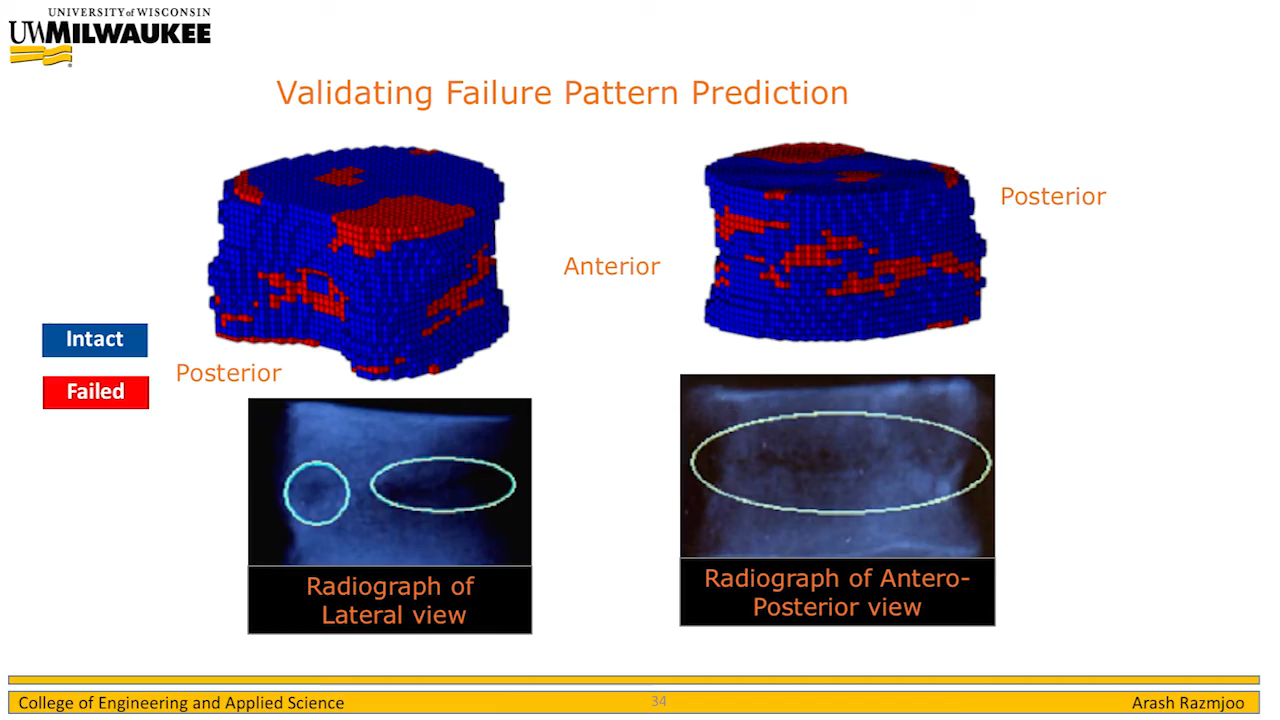 UNIVERSITY of WISCONSIN
UWMILWAUKEE
Validating Failure Pattern Prediction
Posterior
Anterior
Intact
Posterior
Failed
Radiograph of
Lateral view
Radiograph of Antero-
Posterior view
College of Engineering and Applied Science
34
Arash Razmjoo